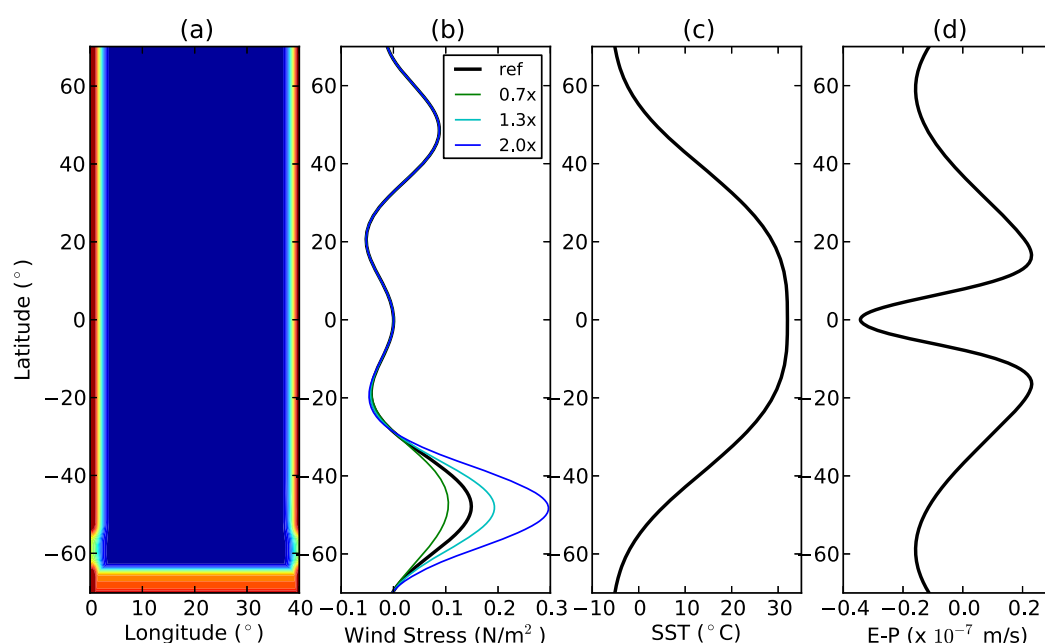 (a) (b) (c) (d)
ref
0.7x
1.3x
2.0x
60 60 60 60
40 40 40 40
20 20 20 20
0 0 0 0
−20 −20 −20 −20
−40 −40 −40 −40
−60 −60 −60 −60
Latitude (°)
0 10 20 30 40 −0.1 0.0 0.1 0.2 0.3 −10 0 10 20 30 −0.4 0.0 0.2
Longitude (°) Wind Stress (N/m²) SST (°C) E-P (x 10⁻⁷ m/s)